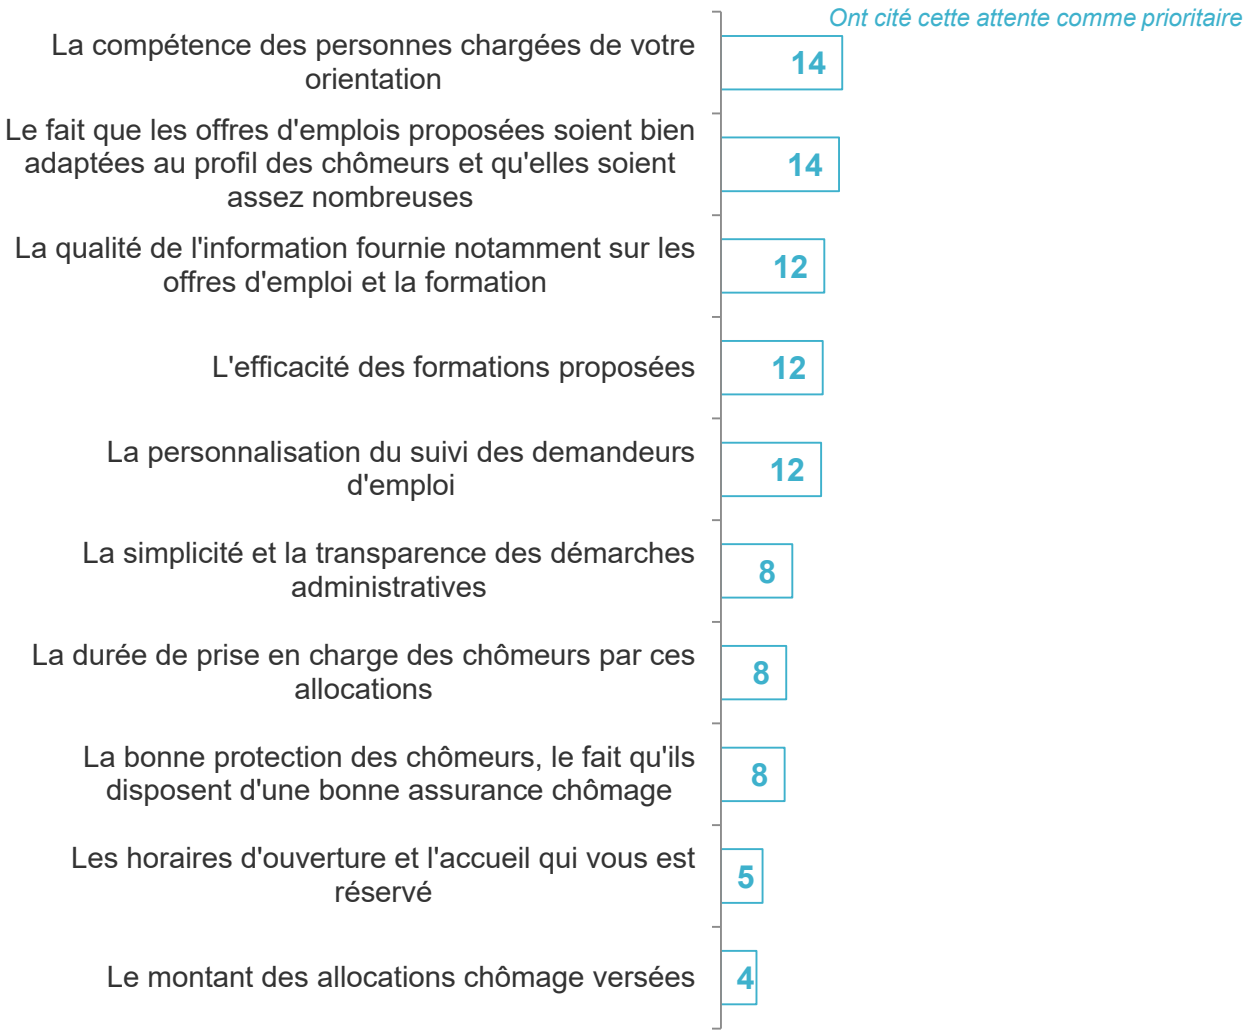 Ont cité cette attente comme prioritaire
La compétence des personnes chargées de votre
orientation
14
Le fait que les offres d'emplois proposées soient bien
adaptées au profil des chômeurs et qu'elles soient
assez nombreuses
14
La qualité de l'information fournie notamment sur les
offres d'emploi et la formation
12
L'efficacité des formations proposées
12
La personnalisation du suivi des demandeurs
d'emploi
12
La simplicité et la transparence des démarches
administratives
8
La durée de prise en charge des chômeurs par ces
allocations
8
La bonne protection des chômeurs, le fait qu'ils
disposent d'une bonne assurance chômage
8
Les horaires d'ouverture et l'accueil qui vous est
réservé
5
Le montant des allocations chômage versées
4